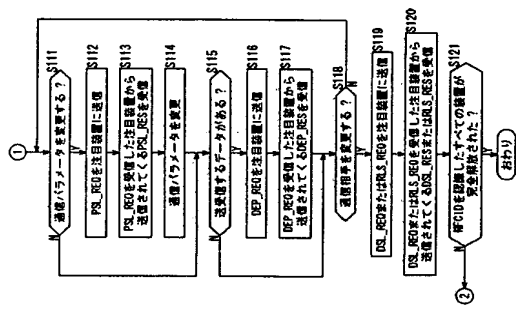 1
S111
通信パラメータを変更する?
N
Y
S112
PSL_REQを注目装置に送信
S113
PSL_REQを受信した注目装置から
送信されてくるPSL_RESを受信
S114
通信パラメータを変更
S115
送受信するデータがある?
N
Y
S116
DEP_REQを注目装置に送信
S117
DEP_REQを受信した注目装置から
送信されてくるDEP_RESを受信
S118
通信相手を変更する?
N
Y
S119
DSL_REQまたはRLS_REQを注目装置に送信
S120
DSL_REQまたはRLS_REQを受信した注目装置から
送信されてくるDSL_RESまたはRLS_RESを受信
S121
NFCIDを認識したすべての装置が
完全解放された?
N
Y
2
おわり